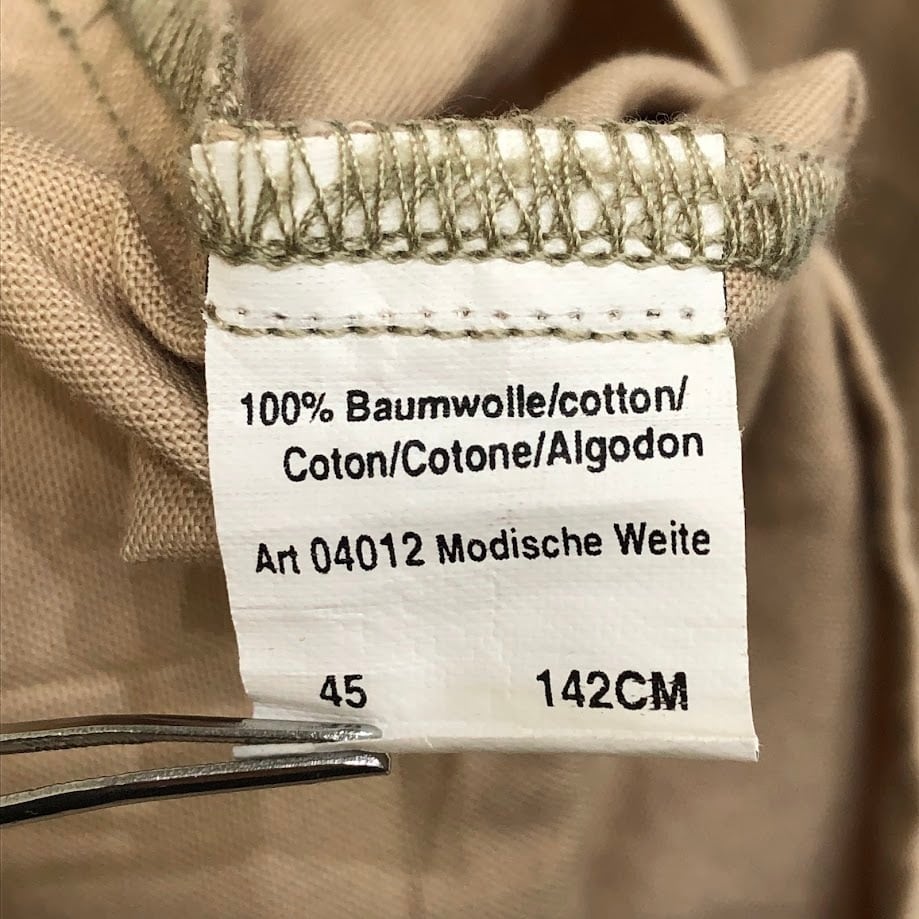 100% Baumwolle/cotton/
Coton/Cotone/Algodon
Art 04012 Modische Weite
45 142CM